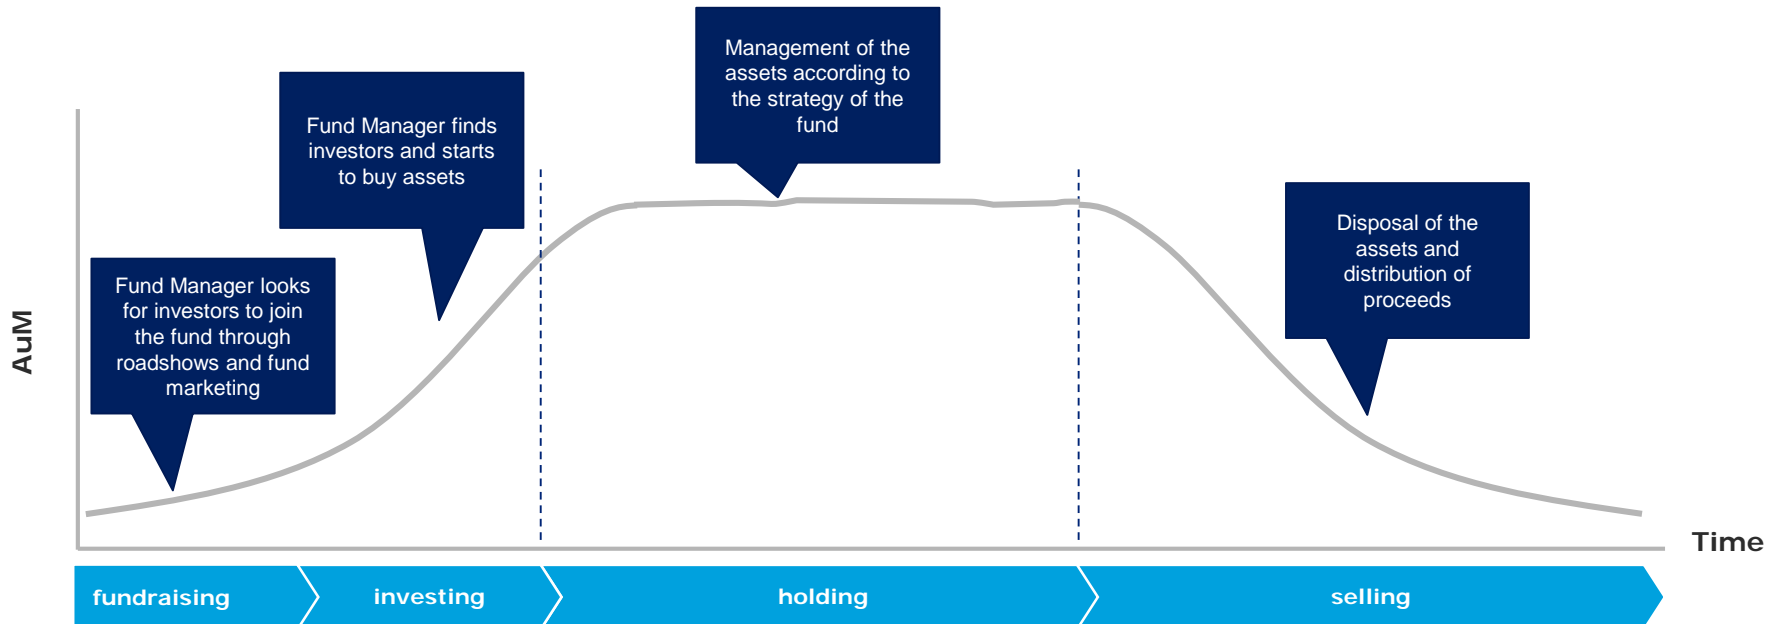 Management of the
assets according to
the strategy of the
fund
Fund Manager finds
investors and starts
to buy assets
Disposal of the
assets and
distribution of
proceeds
Fund Manager looks
for investors to join
the fund through
roadshows and fund
marketing
AuM
Time
fundraising
investing
holding
selling